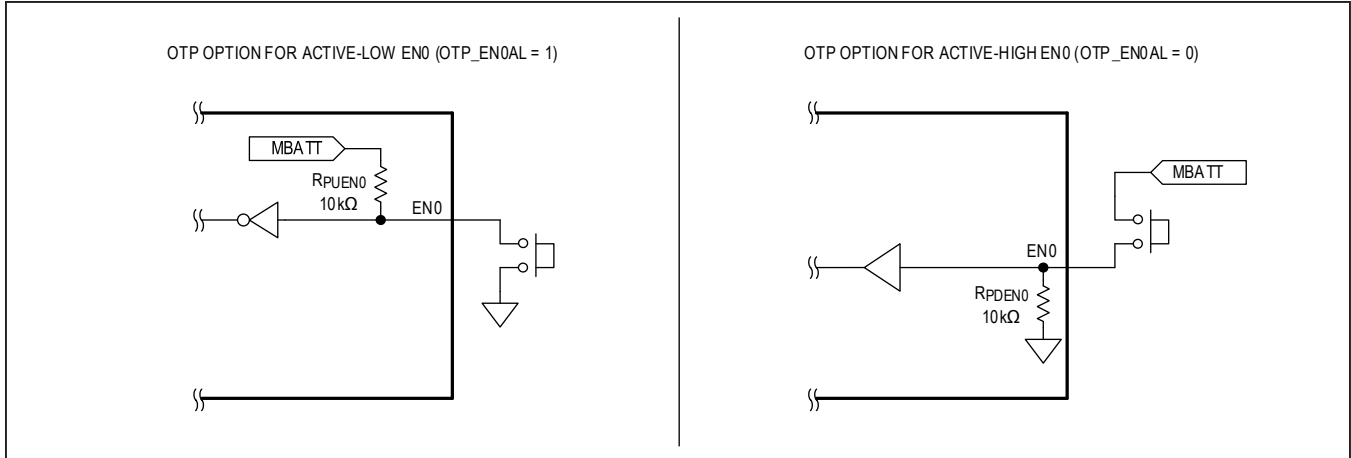 OTP OPTION FOR ACTIVE-LOW EN0 (OTP_EN0AL = 1)
MBATT
RPUEN0
10kΩ
EN0
OTP OPTION FOR ACTIVE-HIGH EN0 (OTP_EN0AL = 0)
MBATT
EN0
RPDEN0
10kΩ